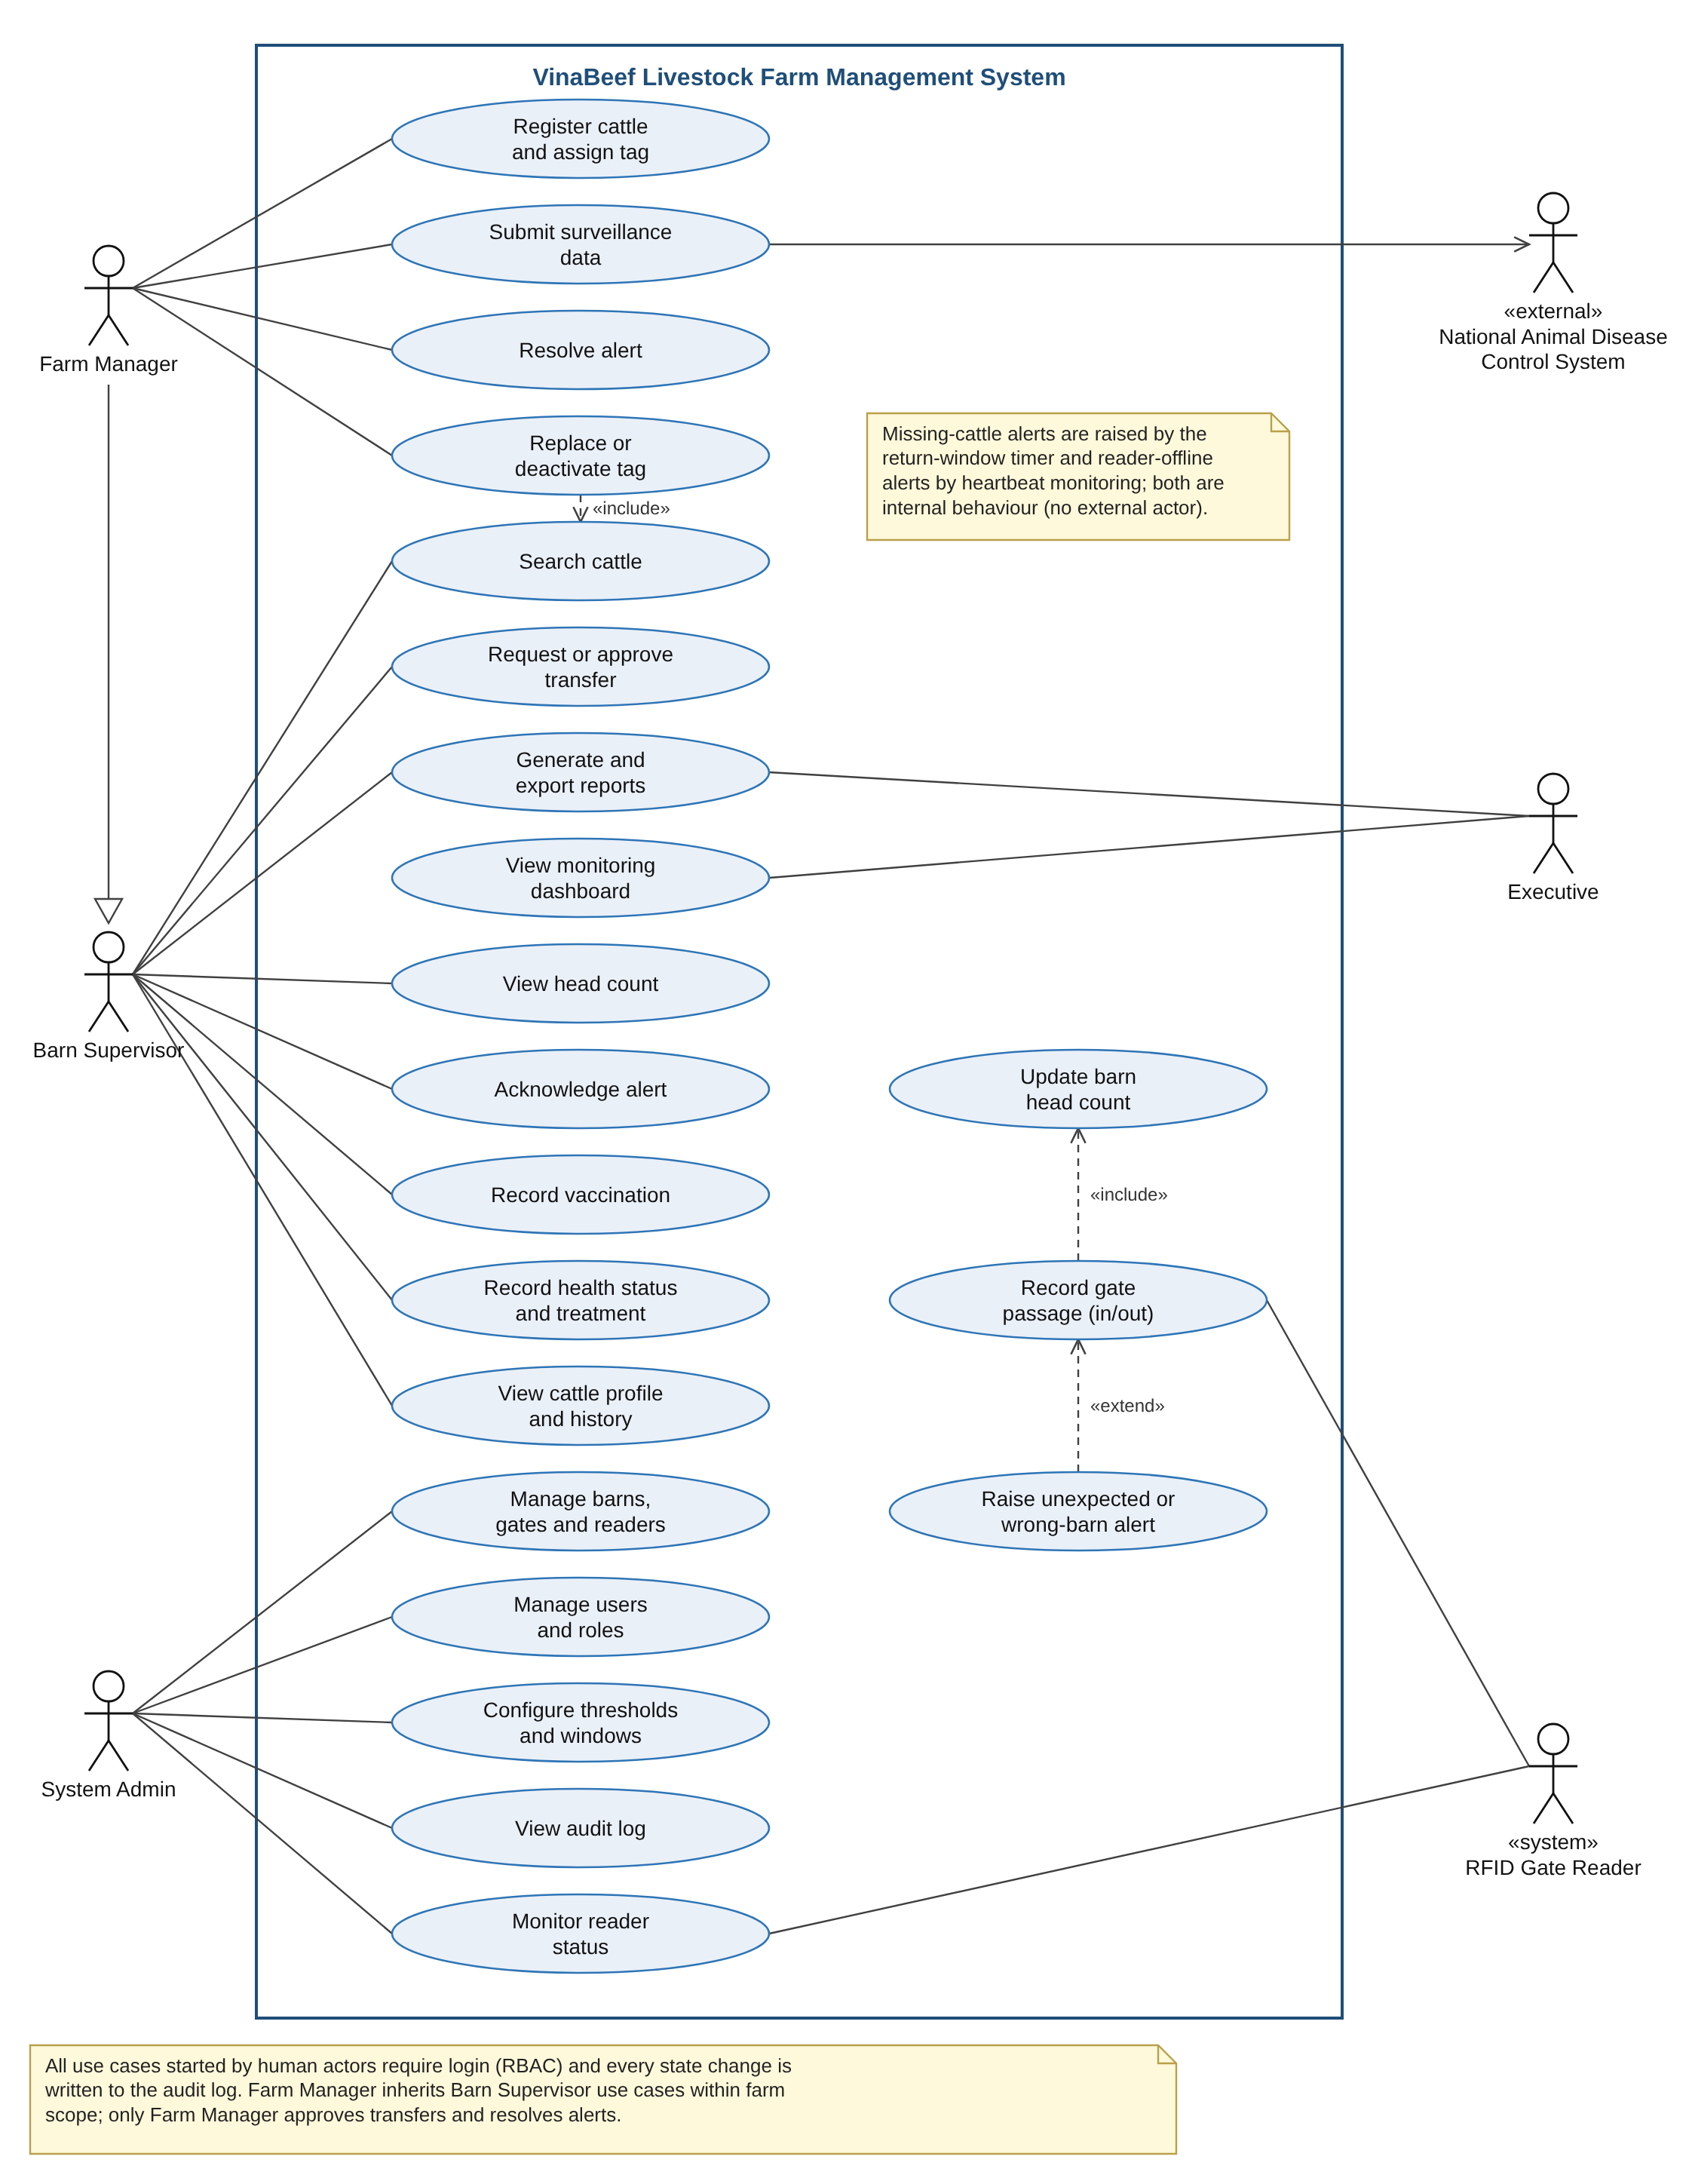 VinaBeef Livestock Farm Management System
Register cattle
and assign tag
Submit surveillance
data
«external»
National Animal Disease
Control System
Farm Manager
Resolve alert
Replace or
deactivate tag
Missing-cattle alerts are raised by the
return-window timer and reader-offline
alerts by heartbeat monitoring; both are
internal behaviour (no external actor).
«include»
Search cattle
Request or approve
transfer
Generate and
export reports
View monitoring
dashboard
Executive
View head count
Barn Supervisor
Acknowledge alert
Update barn
head count
Record vaccination
«include»
Record health status
and treatment
Record gate
passage (in/out)
View cattle profile
and history
«extend»
Manage barns,
gates and readers
Raise unexpected or
wrong-barn alert
Manage users
and roles
Configure thresholds
and windows
System Admin
View audit log
«system»
RFID Gate Reader
Monitor reader
status
All use cases started by human actors require login (RBAC) and every state change is
written to the audit log. Farm Manager inherits Barn Supervisor use cases within farm
scope; only Farm Manager approves transfers and resolves alerts.